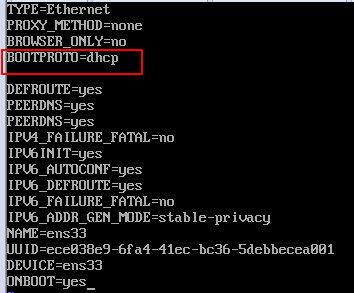 TYPE=Ethernet
PROXY_METHOD=none
BROWSER_ONLY=no
BOOTPROTO=dhcp
DEFROUTE=yes
PEERDNS=yes
PEERDNS=yes
IPV4_FAILURE_FATAL=no
IPV6INIT=yes
IPV6_AUTOCONF=yes
IPV6_DEFROUTE=yes
IPV6_FAILURE_FATAL=no
IPV6_ADDR_GEN_MODE=stable-privacy
NAME=ens33
UUID=ece038e9-6fa4-41ec-bc36-5debbecea001
DEVICE=ens33
ONBOOT=yes_